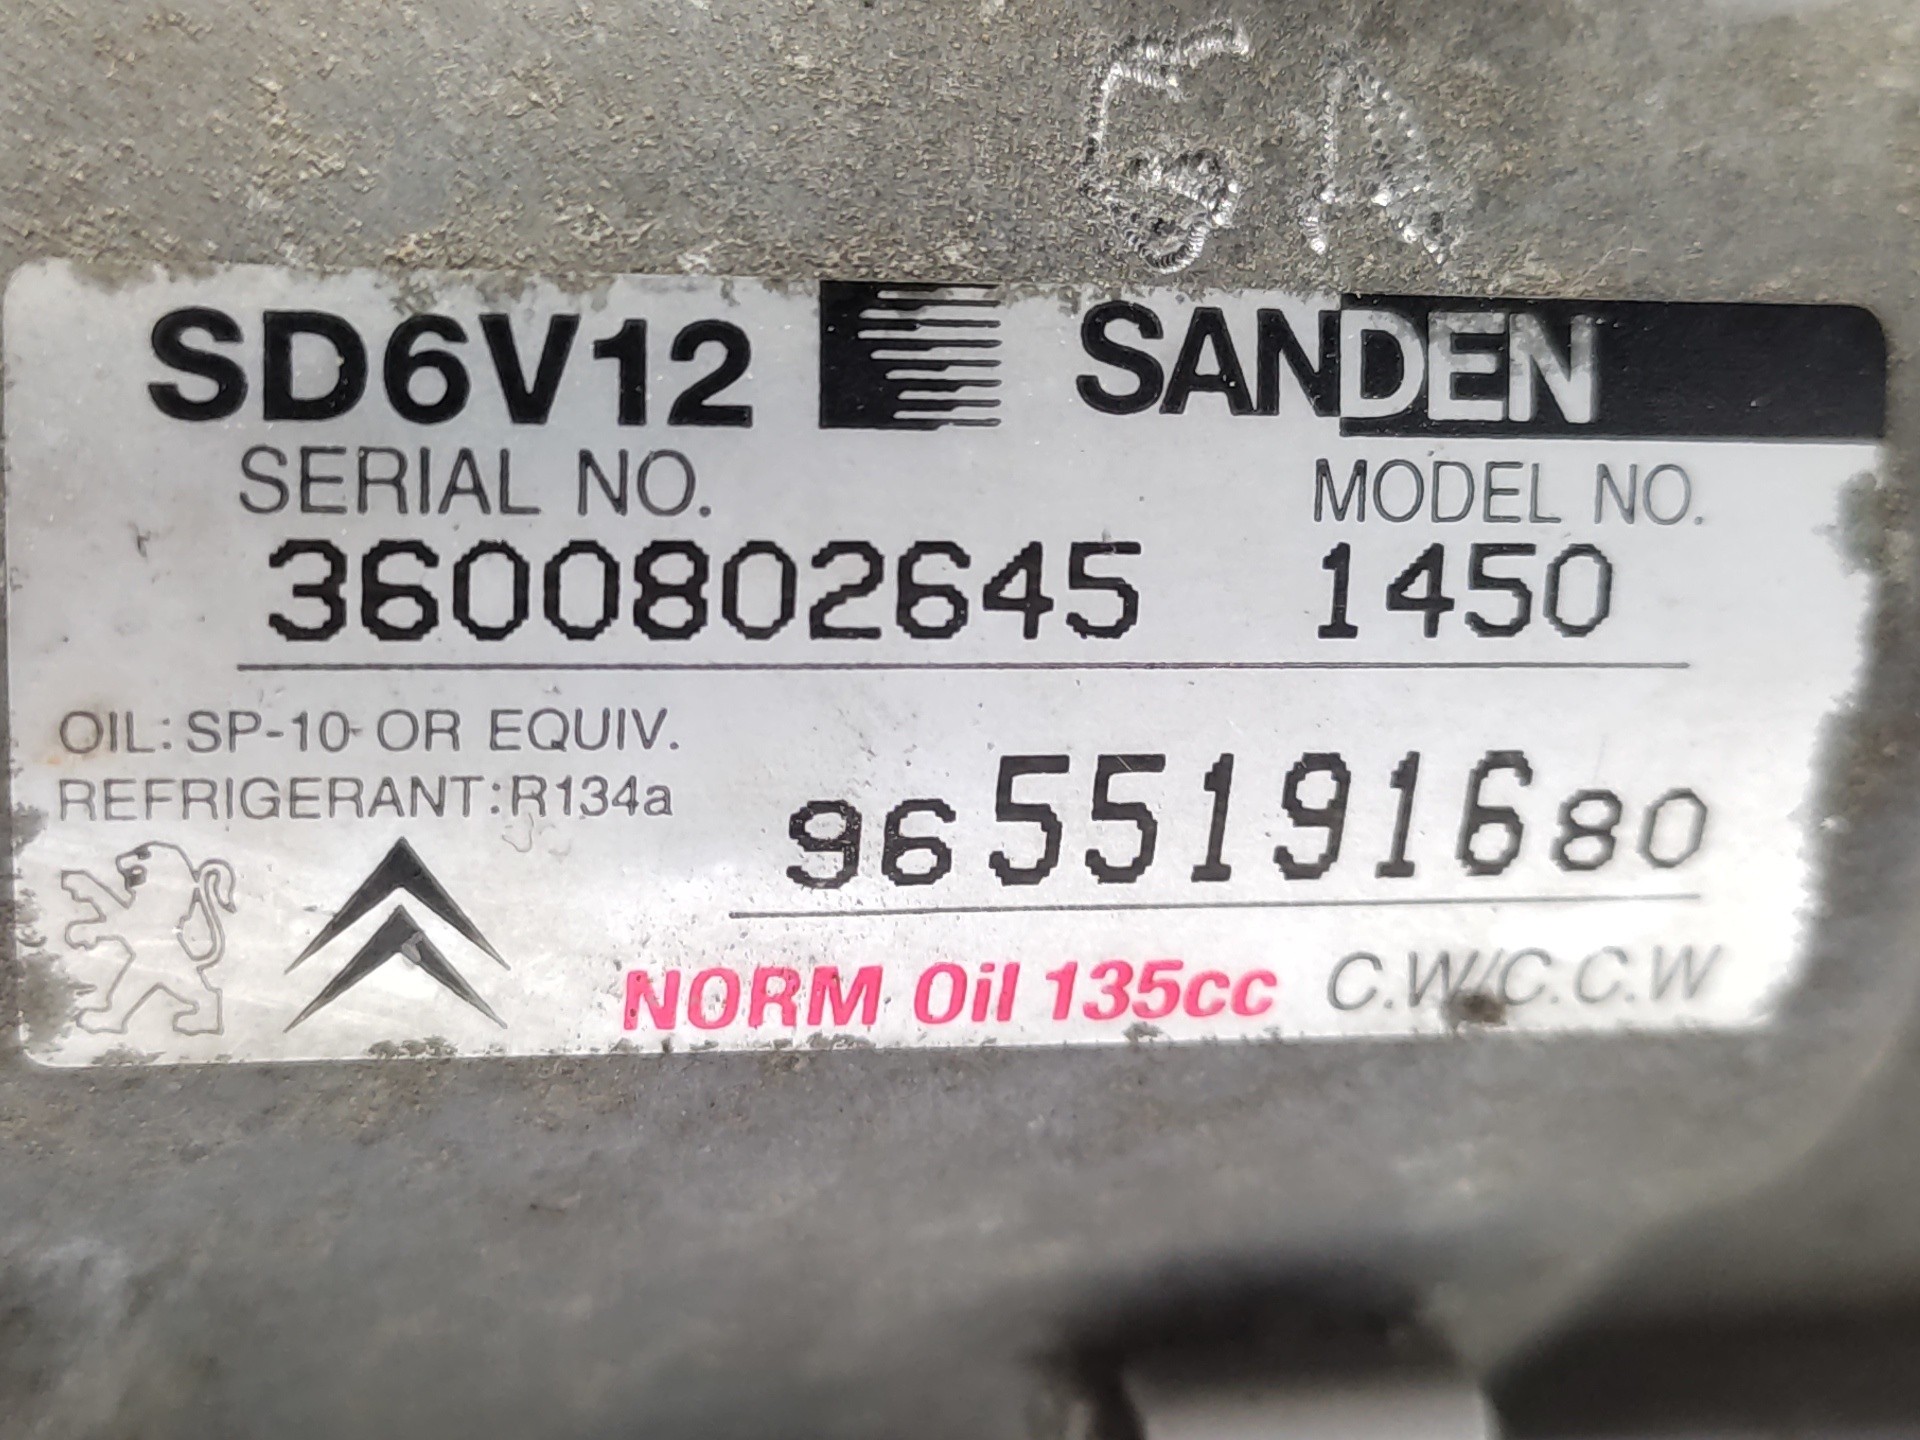 5A
SD6V12 SANDEN
SERIAL NO. MODEL NO.
3600802645 1450
OIL: SP-10 OR EQUIV.
REFRIGERANT: R134a
9655191680
NORM Oil 135cc C.W/C.C.W